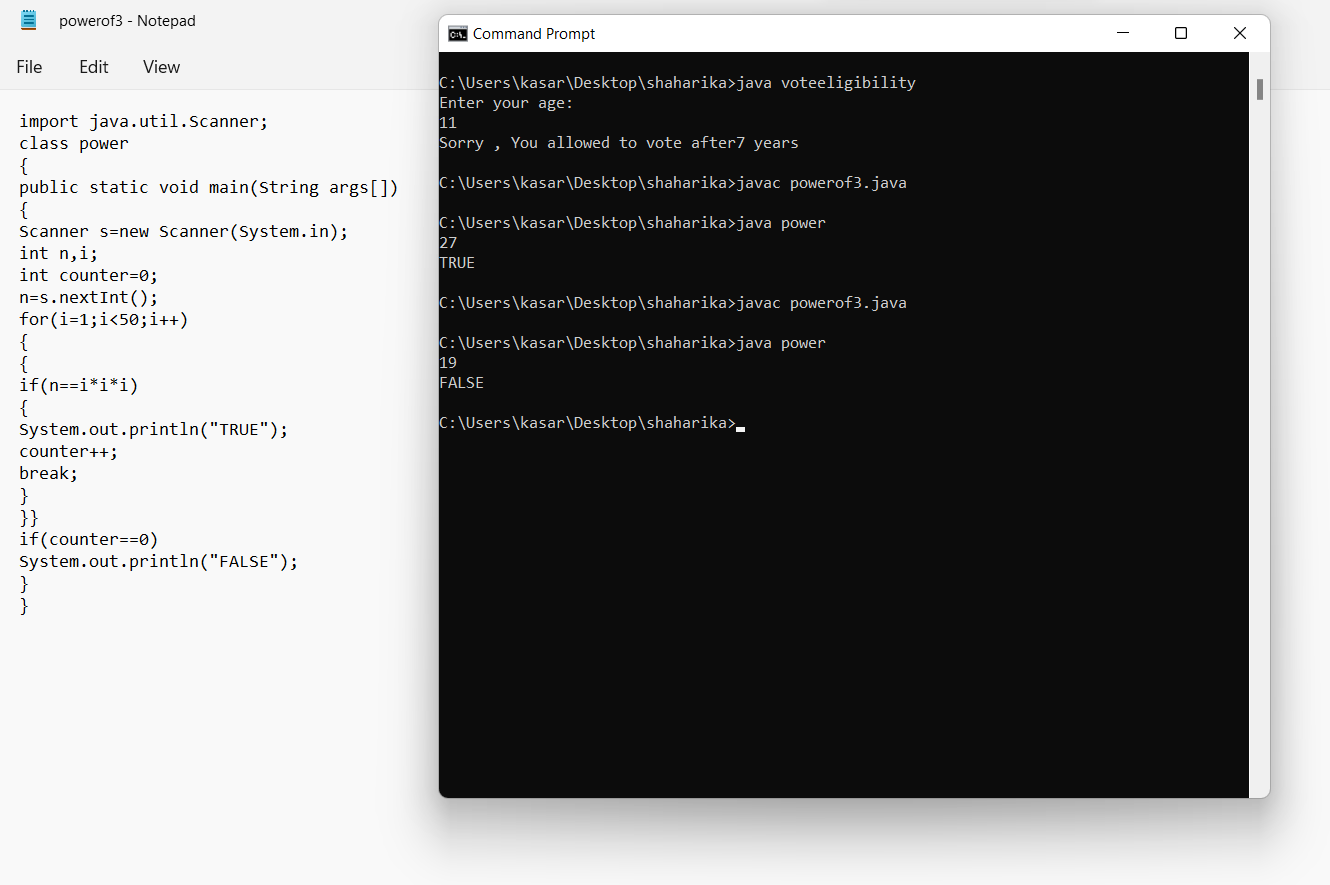 powerof3 - Notepad
File Edit View
import java.util.Scanner;
class power
{
public static void main(String args[])
{
Scanner s=new Scanner(System.in);
int n,i;
int counter=0;
n=s.nextInt();
for(i=1;i<50;i++)
{
{
if(n==i*i*i)
{
System.out.println("TRUE");
counter++;
break;
}
}}
if(counter==0)
System.out.println("FALSE");
}
}
C:\. Command Prompt
C:\Users\kasar\Desktop\shaharika>java voteeligibility
Enter your age:
11
Sorry , You allowed to vote after7 years
C:\Users\kasar\Desktop\shaharika>javac powerof3.java
C:\Users\kasar\Desktop\shaharika>java power
27
TRUE
C:\Users\kasar\Desktop\shaharika>javac powerof3.java
C:\Users\kasar\Desktop\shaharika>java power
19
FALSE
C:\Users\kasar\Desktop\shaharika>